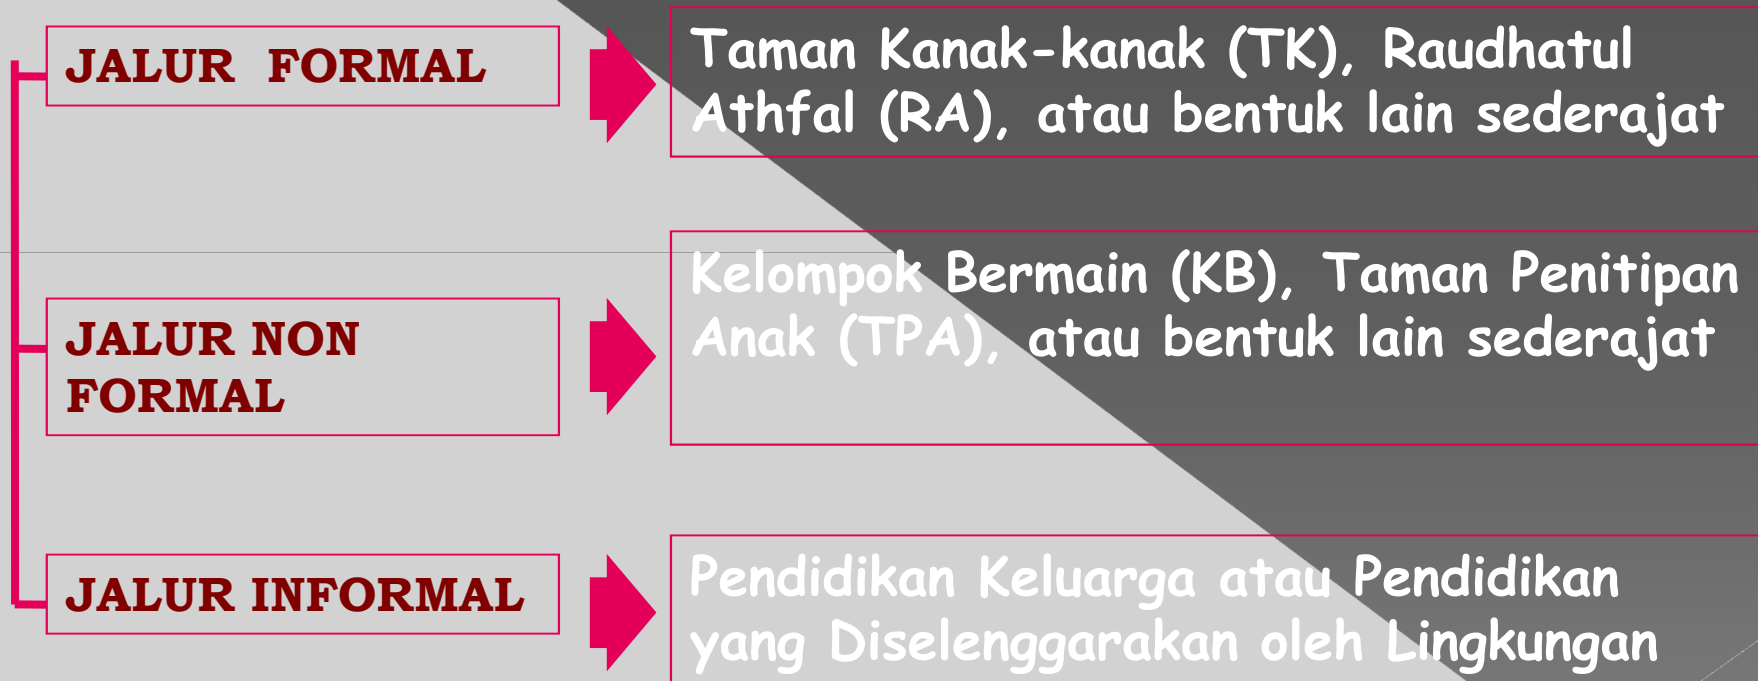 JALUR FORMAL
Taman Kanak-kanak (TK), Raudhatul
Athfal (RA), atau bentuk lain sederajat
JALUR NON
FORMAL
Kelompok Bermain (KB), Taman Penitipan
Anak (TPA), atau bentuk lain sederajat
JALUR INFORMAL
Pendidikan Keluarga atau Pendidikan
yang Diselenggarakan oleh Lingkungan